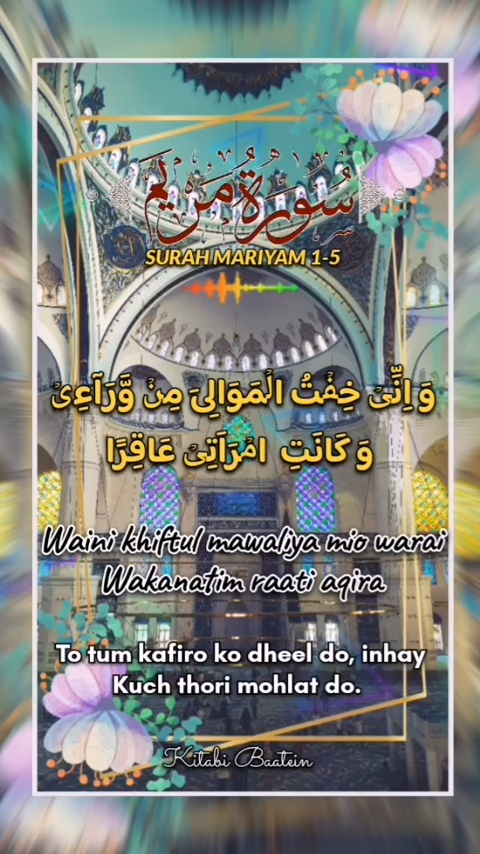 سُورَةُ مَرْيَم
SURAH MARIYAM 1-5
وَ اِنِّیۡ خِفۡتُ الۡمَوَالِیَ مِنۡ وَّرَآءِیۡ
وَ کَانَتِ امۡرَاَتِیۡ عَاقِرًا
Waini khiftul mawaliya mio warai
Wakanatim raati aqira
To tum kafiro ko dheel do, inhay
Kuch thori mohlat do.
Kitabi Baatein